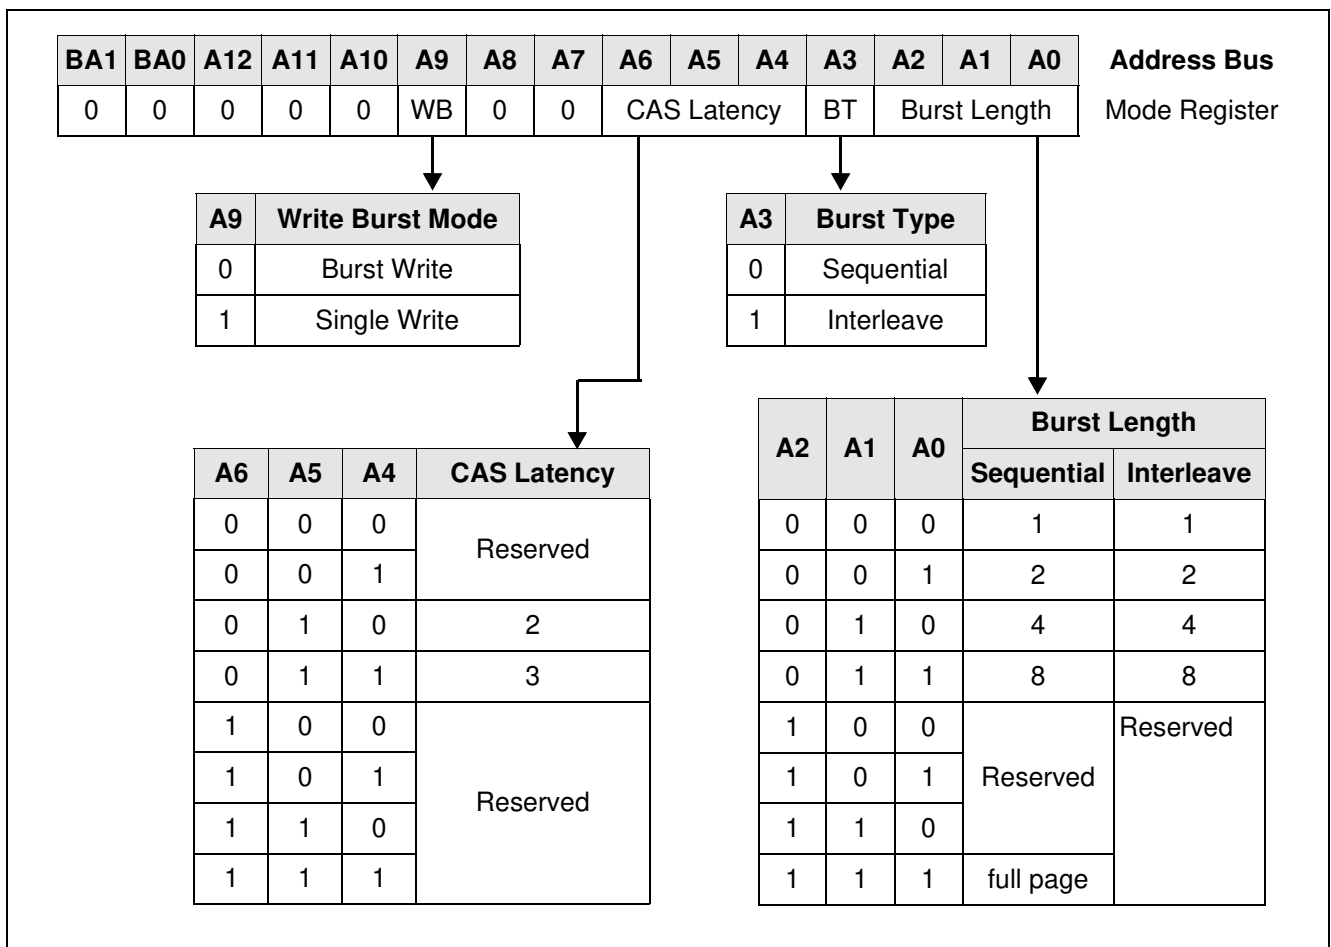 BA1 BA0 A12 A11 A10 A9 A8 A7 A6 A5 A4 A3 A2 A1 A0 Address Bus
0 0 0 0 0 WB 0 0 CAS Latency BT Burst Length Mode Register
A9 Write Burst Mode
0 Burst Write
1 Single Write
A3 Burst Type
0 Sequential
1 Interleave
A6 A5 A4 CAS Latency
0 0 0 Reserved
0 0 1
0 1 0 2
0 1 1 3
1 0 0 Reserved
1 0 1
1 1 0
1 1 1
A2 A1 A0 Burst Length
Sequential Interleave
0 0 0 1 1
0 0 1 2 2
0 1 0 4 4
0 1 1 8 8
1 0 0 Reserved
1 0 1 Reserved
1 1 0
1 1 1 full page